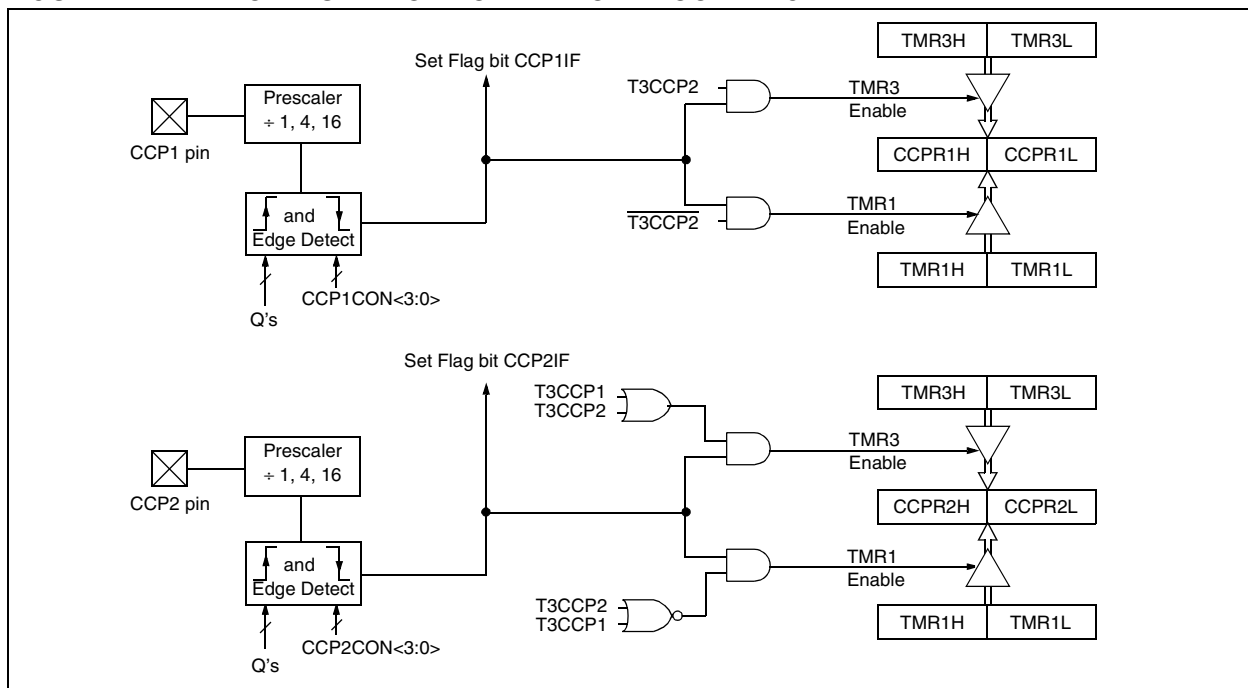 Set Flag bit CCP1IF
TMR3H TMR3L
Prescaler
÷ 1, 4, 16
CCP1 pin
T3CCP2
TMR3
Enable
CCPR1H CCPR1L
and
Edge Detect
T3CCP2
TMR1
Enable
TMR1H TMR1L
CCP1CON<3:0>
Q's
Set Flag bit CCP2IF
TMR3H TMR3L
T3CCP1
T3CCP2
Prescaler
÷ 1, 4, 16
CCP2 pin
TMR3
Enable
CCPR2H CCPR2L
and
Edge Detect
TMR1
Enable
T3CCP2
T3CCP1
TMR1H TMR1L
CCP2CON<3:0>
Q's